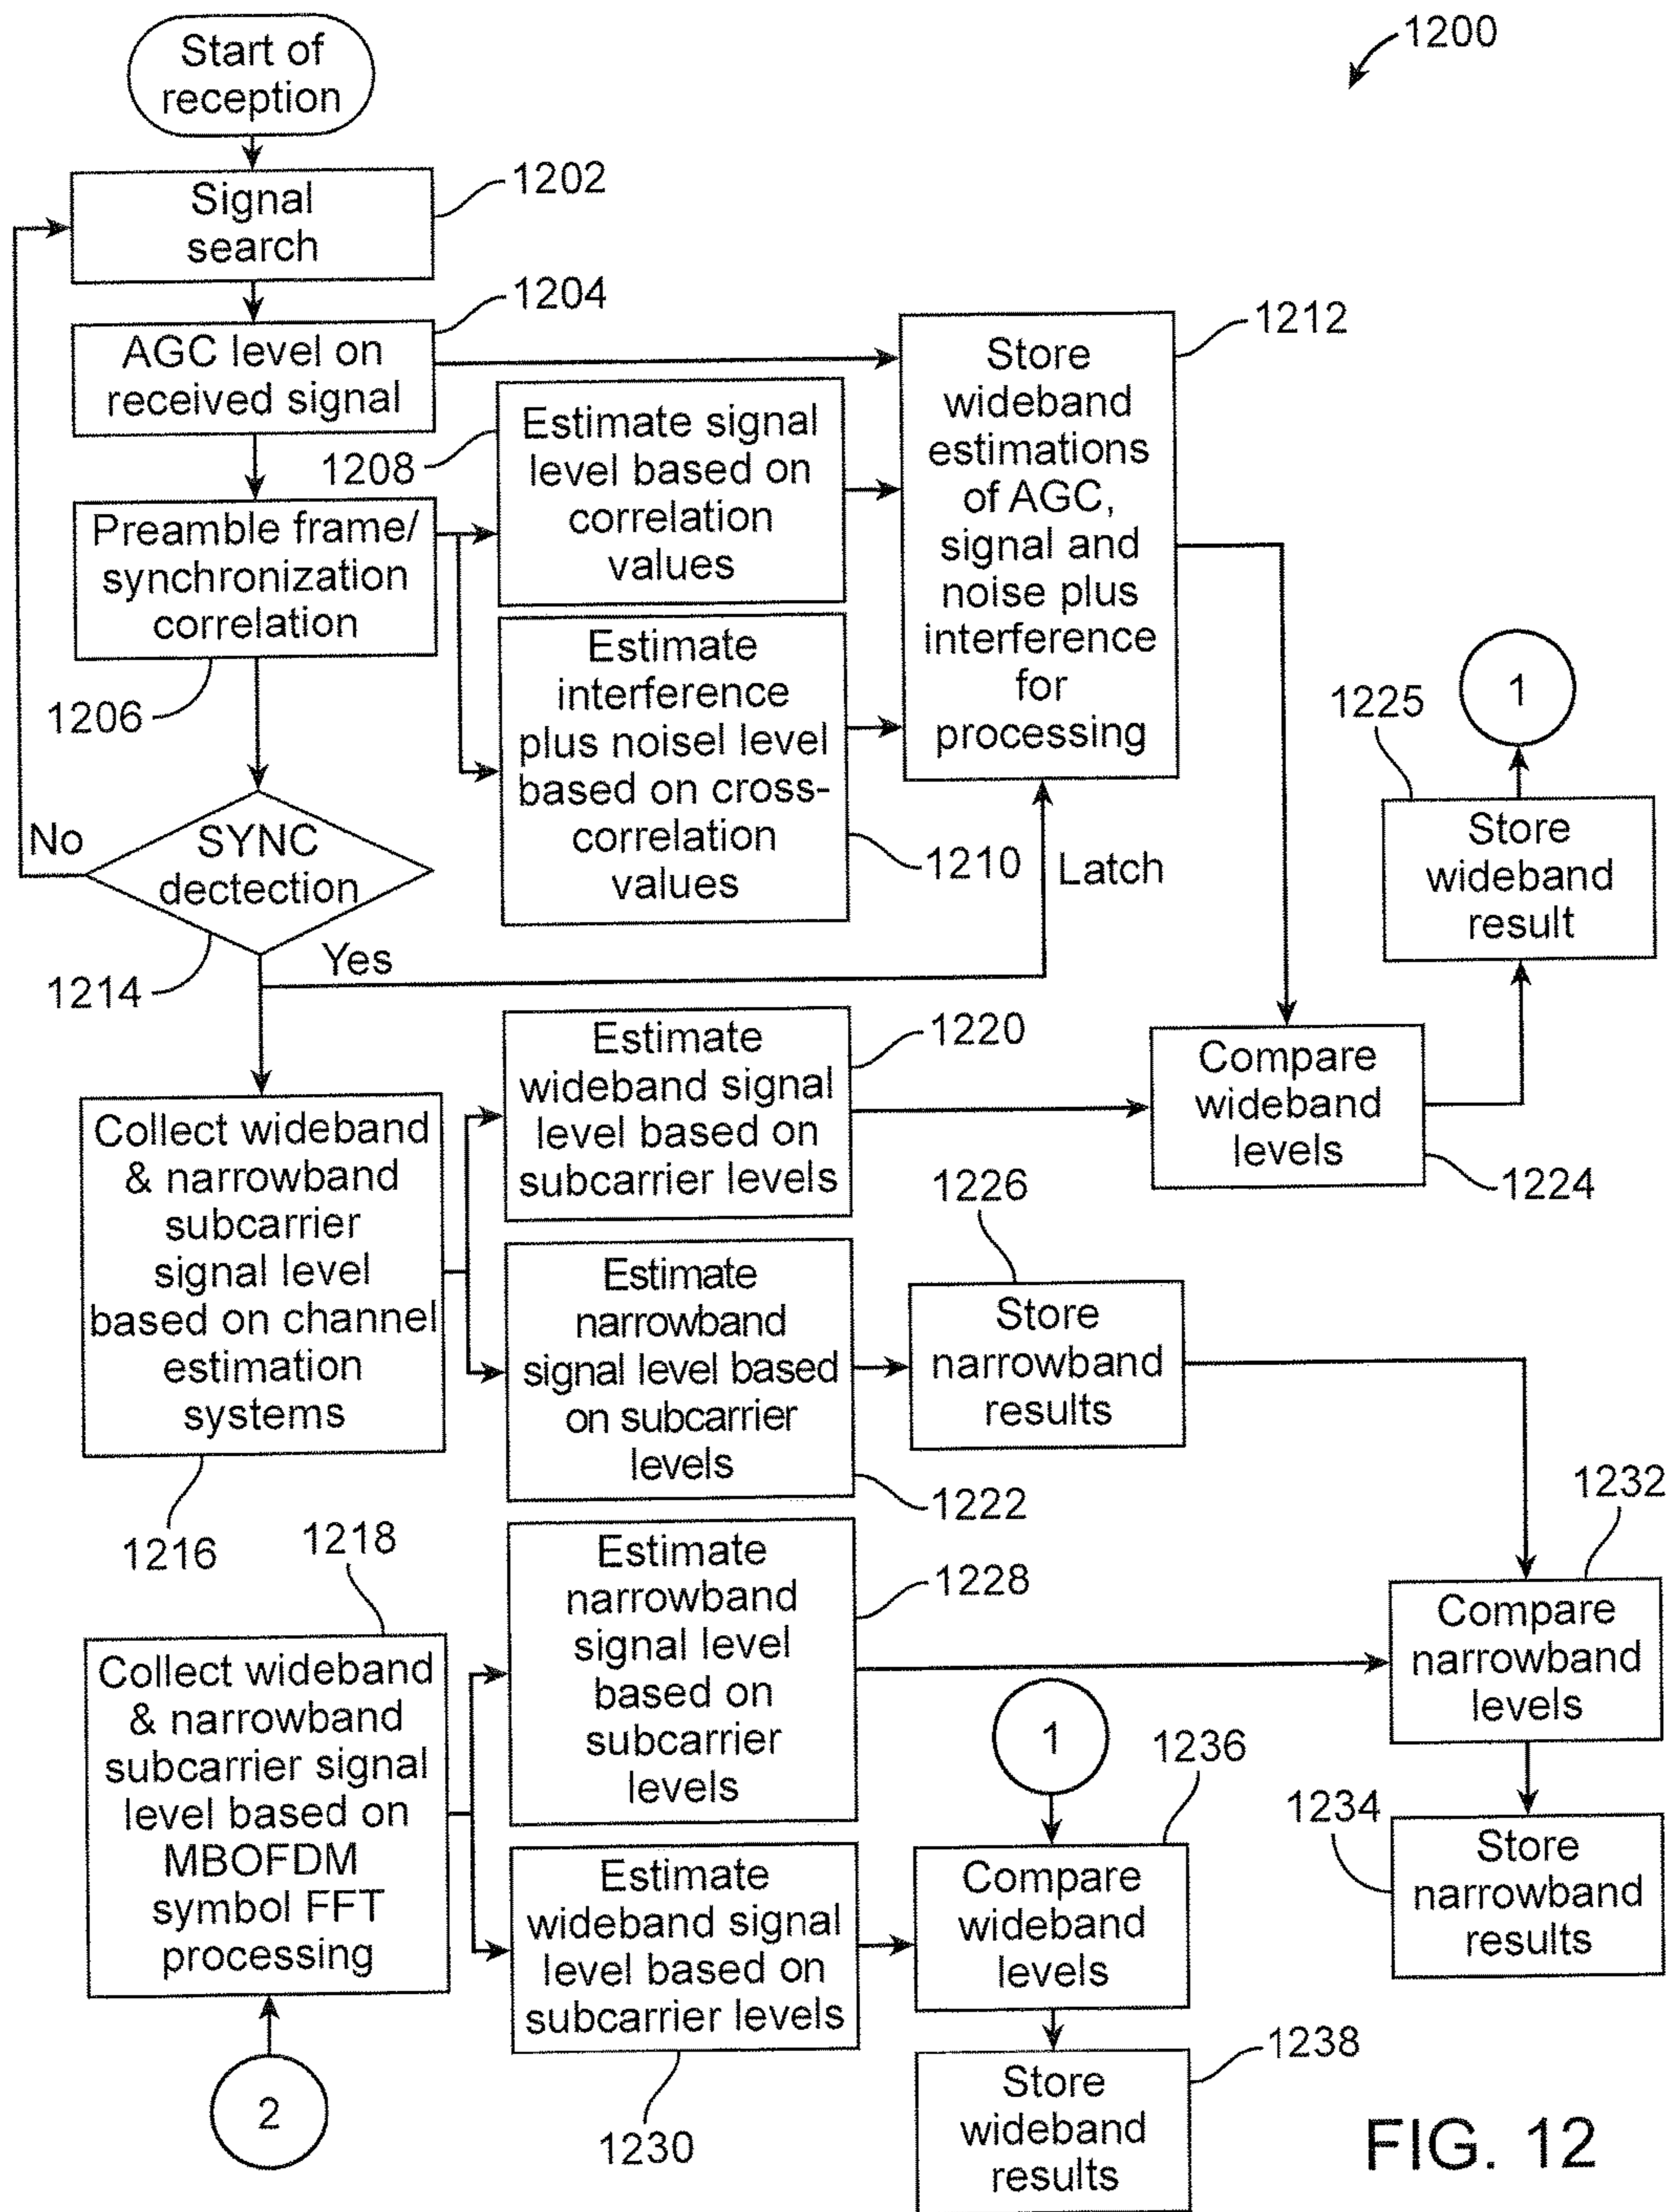 1200
Start of
reception
Signal
search
1202
AGC level on
received signal
1204
Preamble frame/
synchronization
correlation
1206
Estimate signal
level based on
correlation
values
1208
Estimate
interference
plus noisel level
based on cross-
correlation
values
1210
Store
wideband
estimations
of AGC,
signal and
noise plus
interference
for
processing
1212
No
SYNC
dectection
1214
Yes
Latch
1
1225
Store
wideband
result
Collect wideband
& narrowband
subcarrier
signal level
based on channel
estimation
systems
1216
Estimate
wideband signal
level based on
subcarrier levels
1220
Compare
wideband
levels
1224
Estimate
narrowband
signal level based
on subcarrier
levels
1222
1226
Store
narrowband
results
1218
Collect wideband
& narrowband
subcarrier signal
level based on
MBOFDM
symbol FFT
processing
2
Estimate
narrowband
signal level
based on
subcarrier
levels
1228
1232
Compare
narrowband
levels
1234
Store
narrowband
results
Estimate
wideband signal
level based on
subcarrier levels
1230
1
1236
Compare
wideband
levels
1238
Store
wideband
results
FIG. 12